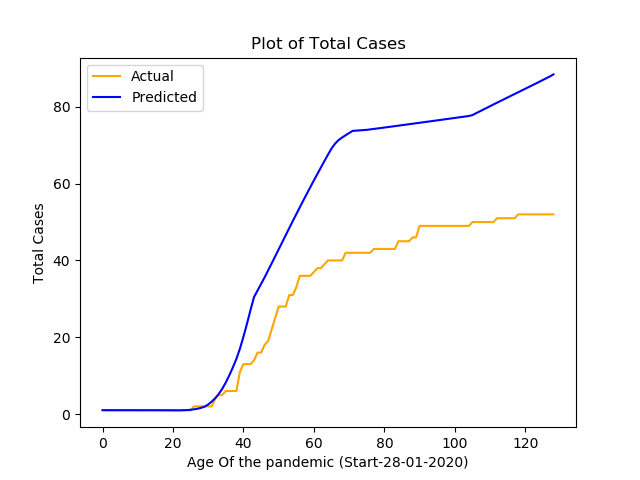 Plot of Total Cases
Actual
Predicted
80
60
40
20
0
Total Cases
0 20 40 60 80 100 120
Age Of the pandemic (Start-28-01-2020)